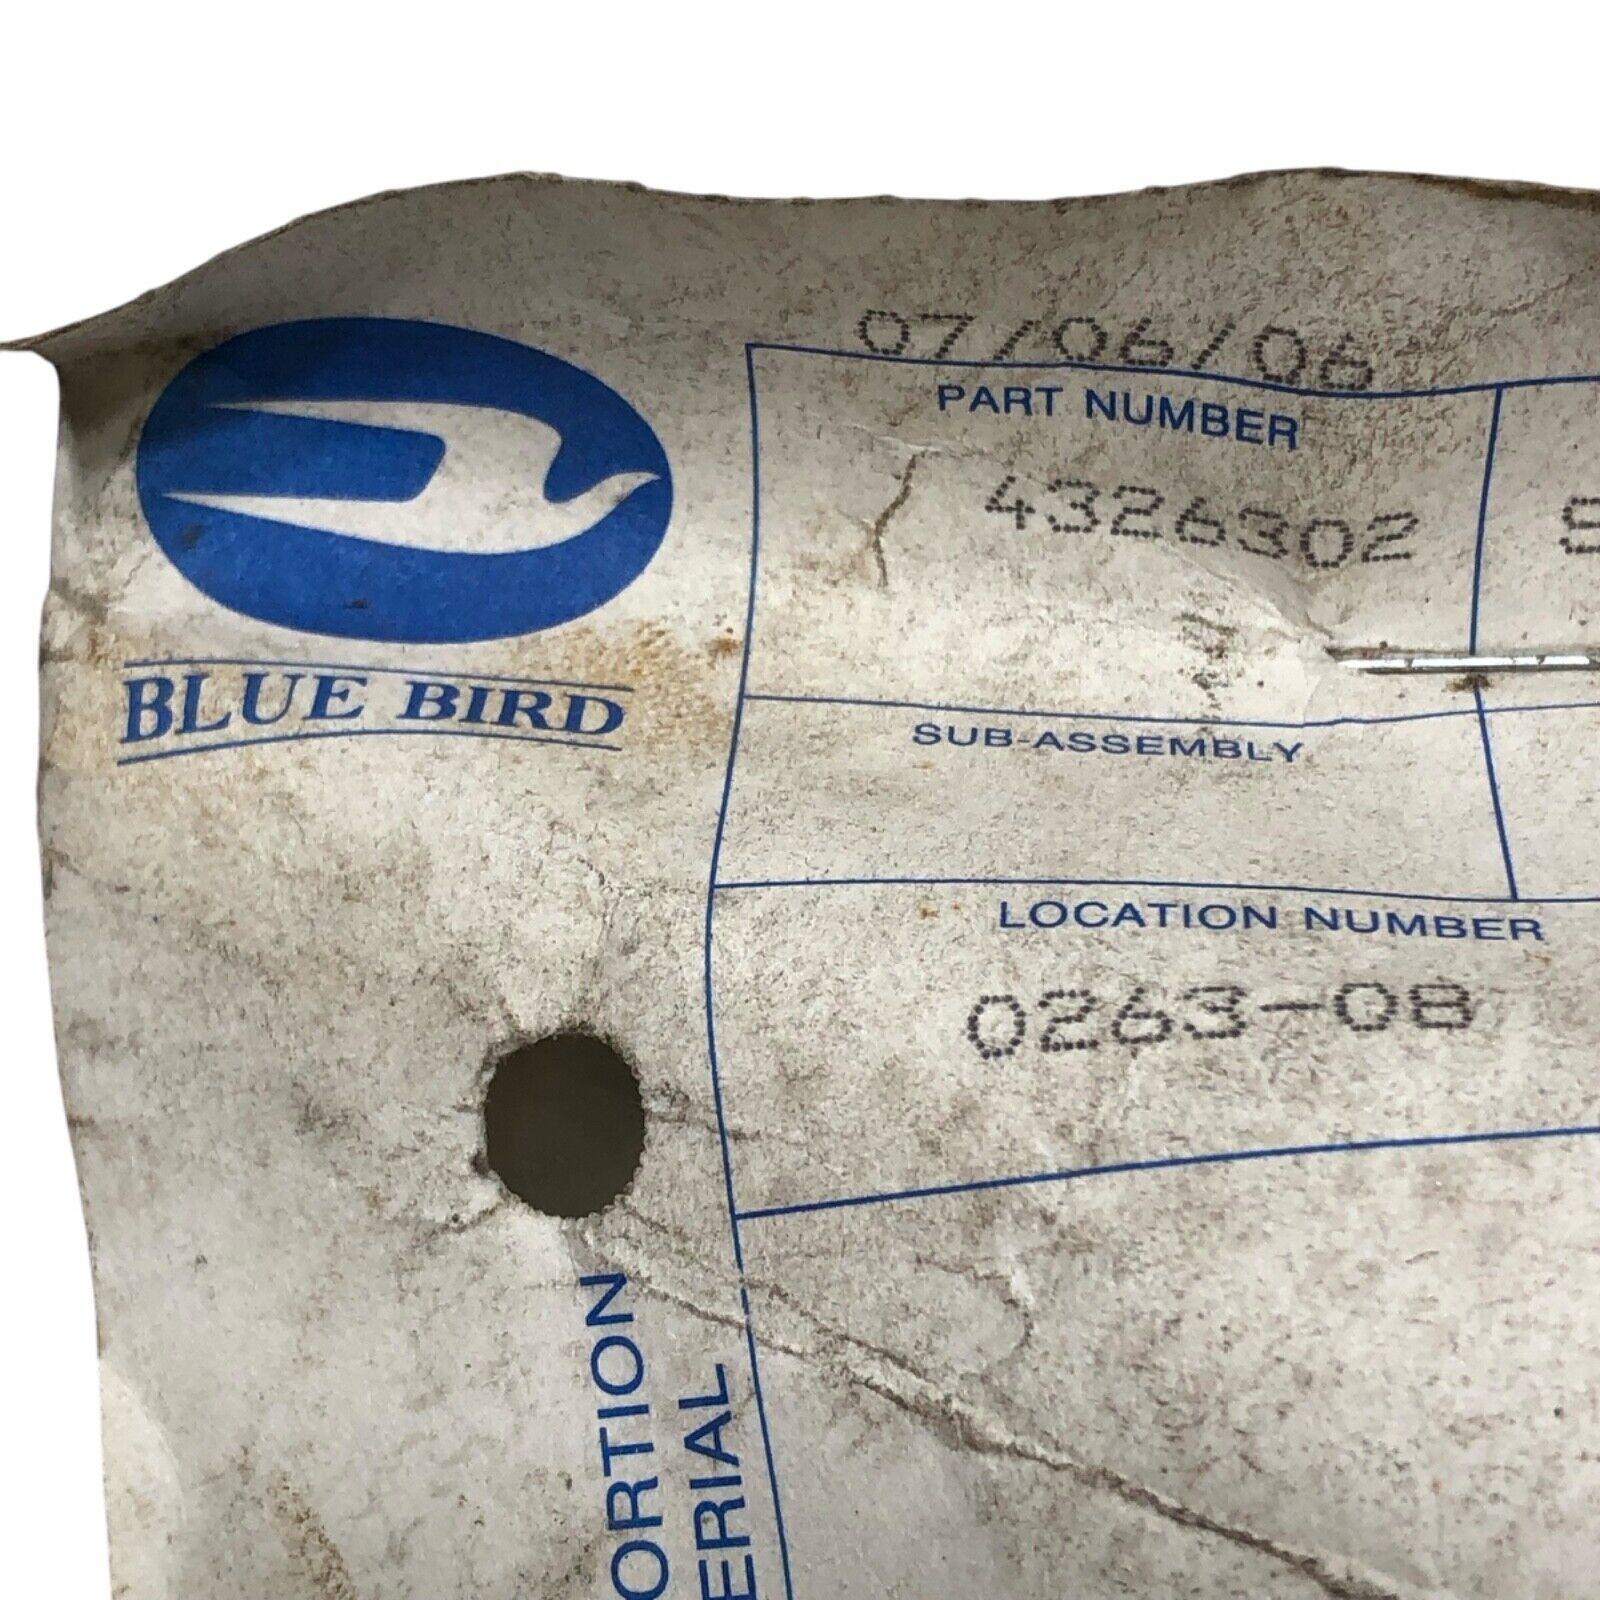 07/06/06
PART NUMBER
4326302
BLUE BIRD
SUB-ASSEMBLY
LOCATION NUMBER
0263-08
ORTION
ERIAL